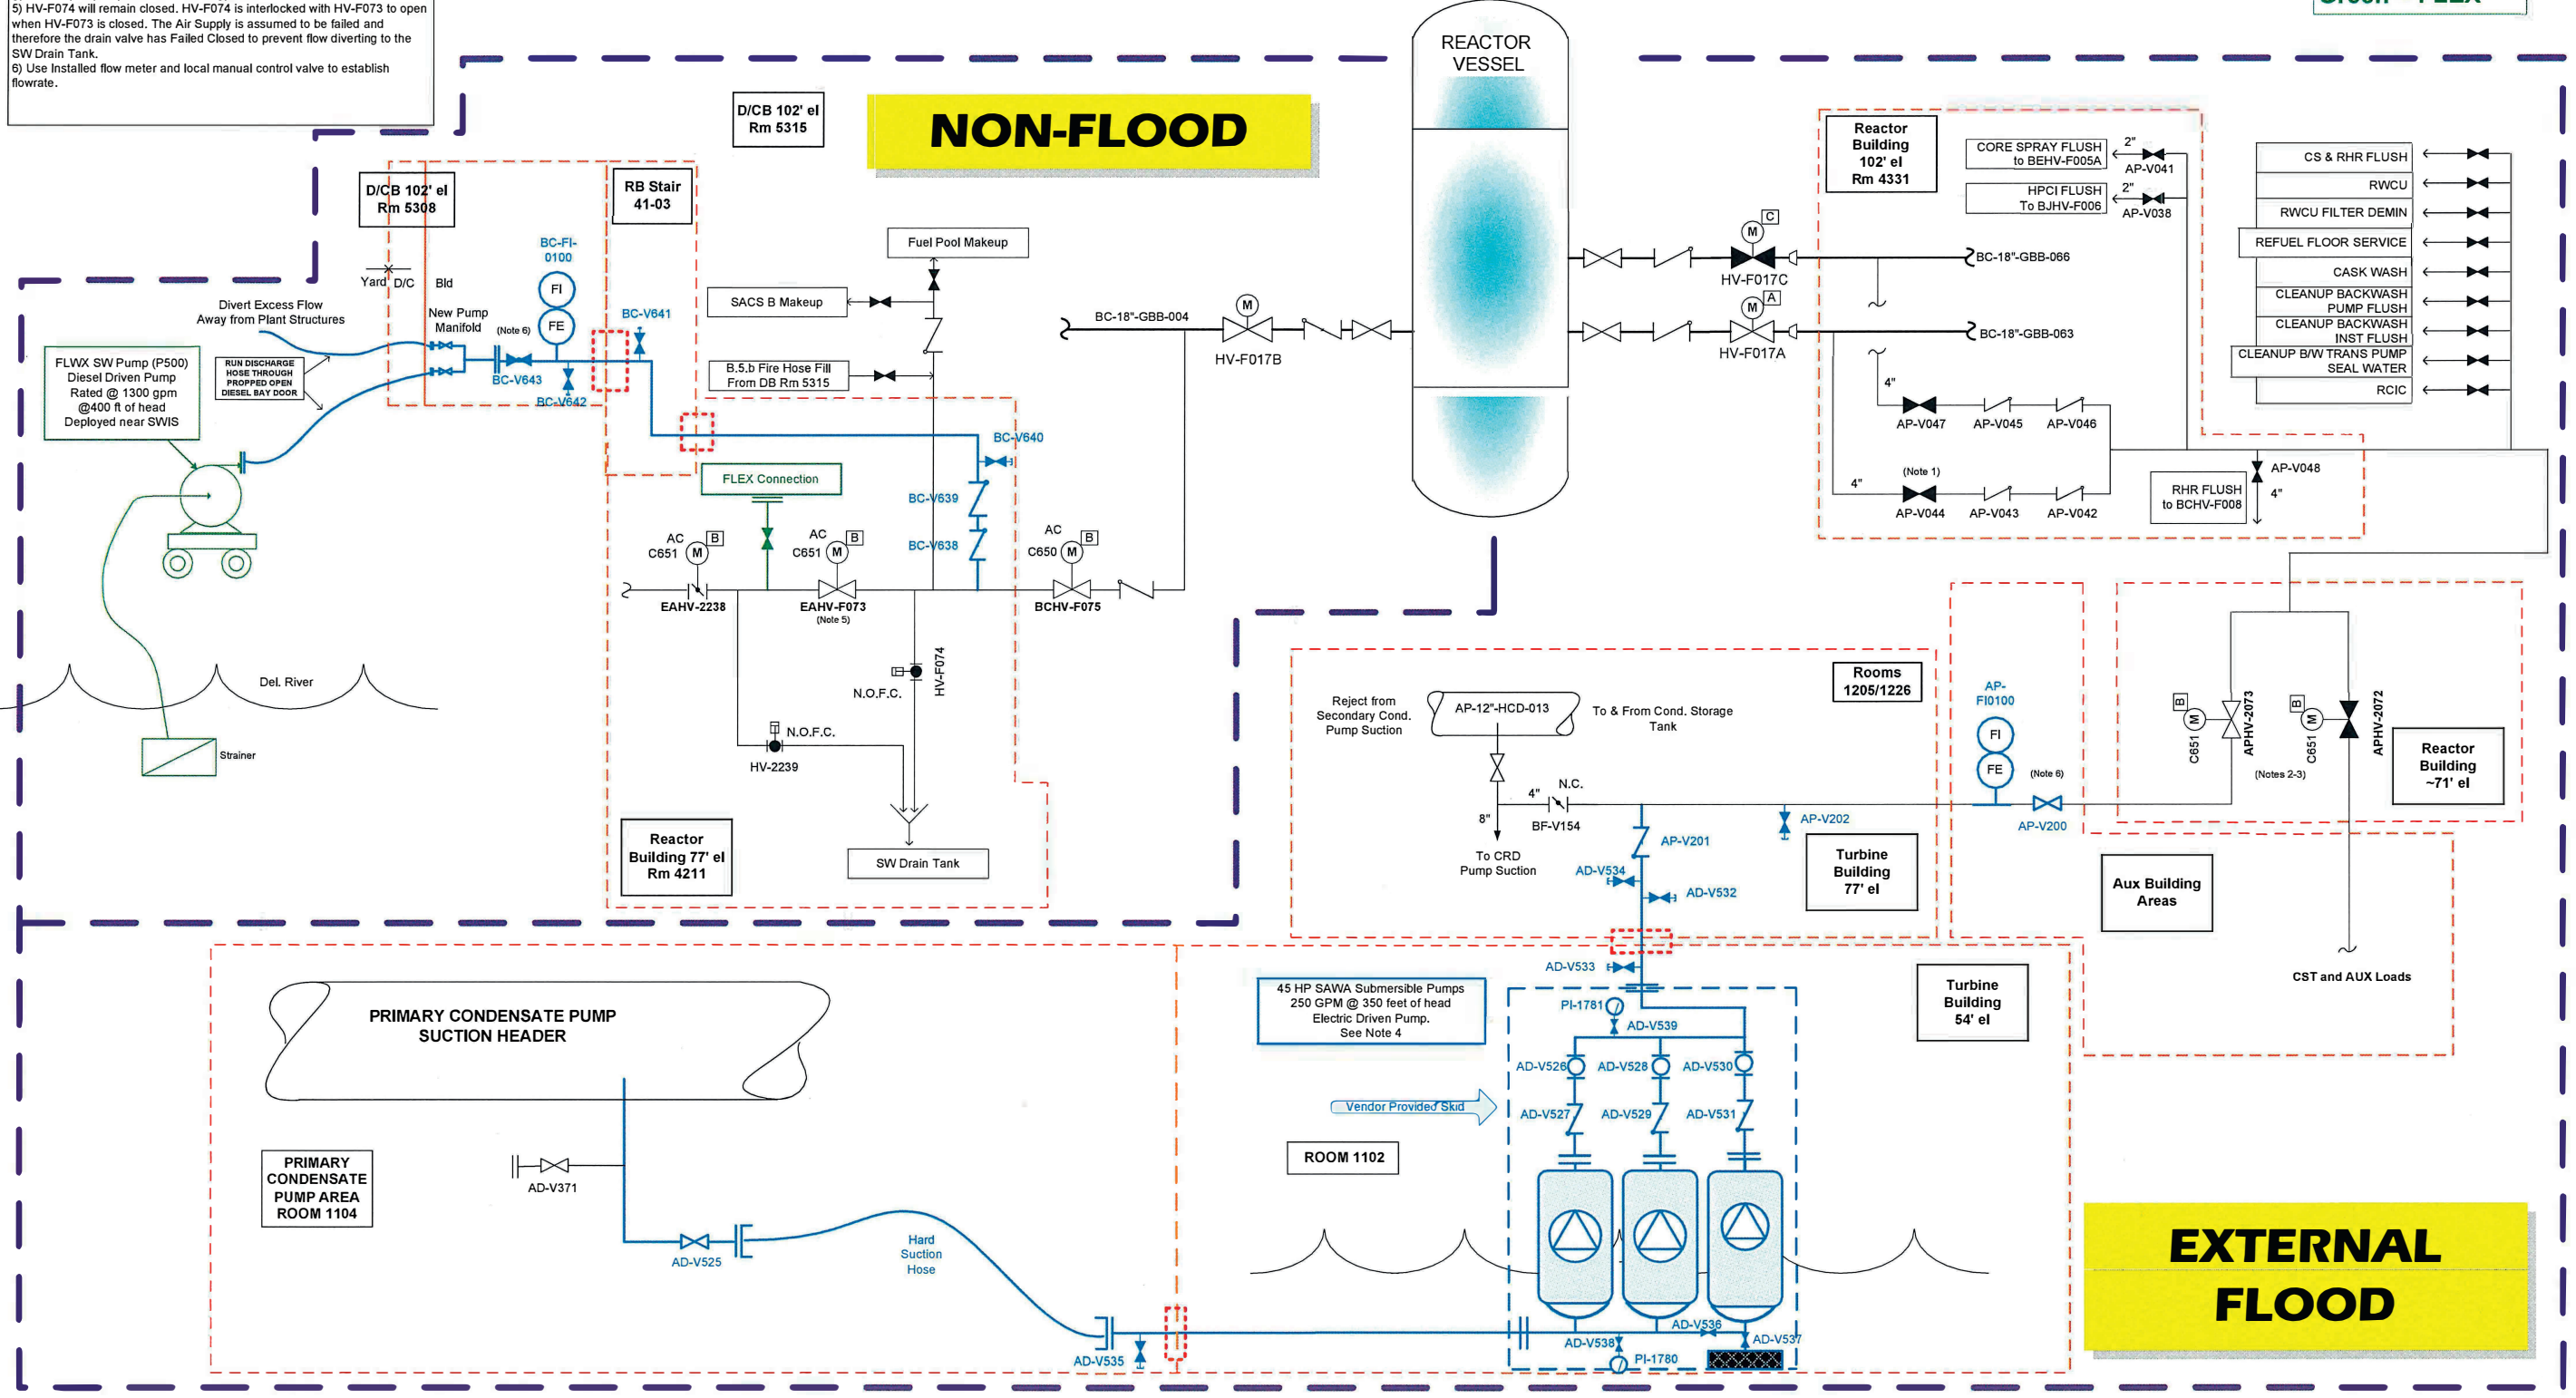 5) HV-F074 will remain closed. HV-F074 is interlocked with HV-F073 to open
when HV-F073 is closed. The Air Supply is assumed to be failed and
therefore the drain valve has Failed Closed to prevent flow diverting to the
SW Drain Tank.
6) Use Installed flow meter and local manual control valve to establish
flowrate.
NON-FLOOD
D/CB 102' el
Rm 5315
D/CB 102' el
Rm 5308
RB Stair
41-03
Yard
D/C
Bld
BC-FI-
0100
FI
FE
New Pump
Manifold
(Note 6)
BC-V643
BC-V642
BC-V641
Divert Excess Flow
Away from Plant Structures
RUN DISCHARGE
HOSE THROUGH
PROPPED OPEN
DIESEL BAY DOOR
FLWX SW Pump (P500)
Diesel Driven Pump
Rated @ 1300 gpm
@400 ft of head
Deployed near SWIS
Del. River
Strainer
Fuel Pool Makeup
SACS B Makeup
B.5.b Fire Hose Fill
From DB Rm 5315
FLEX Connection
BC-V640
BC-V639
BC-V638
AC
C651
M
B
EAHV-2238
AC
C651
M
B
EAHV-F073
(Note 5)
AC
C650
M
B
BCHV-F075
HV-F074
N.O.F.C.
N.O.F.C.
HV-2239
SW Drain Tank
Reactor
Building 77' el
Rm 4211
BC-18"-GBB-004
M
HV-F017B
REACTOR
VESSEL
M
C
HV-F017C
BC-18"-GBB-066
M
A
HV-F017A
BC-18"-GBB-063
Reactor
Building
102' el
Rm 4331
CORE SPRAY FLUSH
to BEHV-F005A
2"
AP-V041
HPCI FLUSH
To BJHV-F006
2"
AP-V038
CS & RHR FLUSH
RWCU
RWCU FILTER DEMIN
REFUEL FLOOR SERVICE
CASK WASH
CLEANUP BACKWASH
PUMP FLUSH
CLEANUP BACKWASH
INST FLUSH
CLEANUP B/W TRANS PUMP
SEAL WATER
RCIC
4"
AP-V047
AP-V045
AP-V046
(Note 1)
4"
AP-V044
AP-V043
AP-V042
RHR FLUSH
to BCHV-F008
AP-V048
4"
Rooms
1205/1226
Reject from
Secondary Cond.
Pump Suction
AP-12"-HCD-013
To & From Cond. Storage
Tank
4"
N.C.
BF-V154
8"
To CRD
Pump Suction
AP-V201
AP-V202
AD-V534
AD-V532
Turbine
Building
77' el
AP-
FI0100
FI
FE
(Note 6)
AP-V200
B
M
C651
APHV-2073
B
M
C651
APHV-2072
(Notes 2-3)
Reactor
Building
~71' el
Aux Building
Areas
CST and AUX Loads
PRIMARY CONDENSATE PUMP
SUCTION HEADER
PRIMARY
CONDENSATE
PUMP AREA
ROOM 1104
AD-V371
AD-V525
Hard
Suction
Hose
AD-V535
45 HP SAWA Submersible Pumps
250 GPM @ 350 feet of head
Electric Driven Pump.
See Note 4
AD-V533
PI-1781
AD-V539
AD-V526
AD-V528
AD-V530
AD-V527
AD-V529
AD-V531
Vendor Provided Skid
ROOM 1102
Turbine
Building
54' el
AD-V538
AD-V536
AD-V537
PI-1780
EXTERNAL
FLOOD